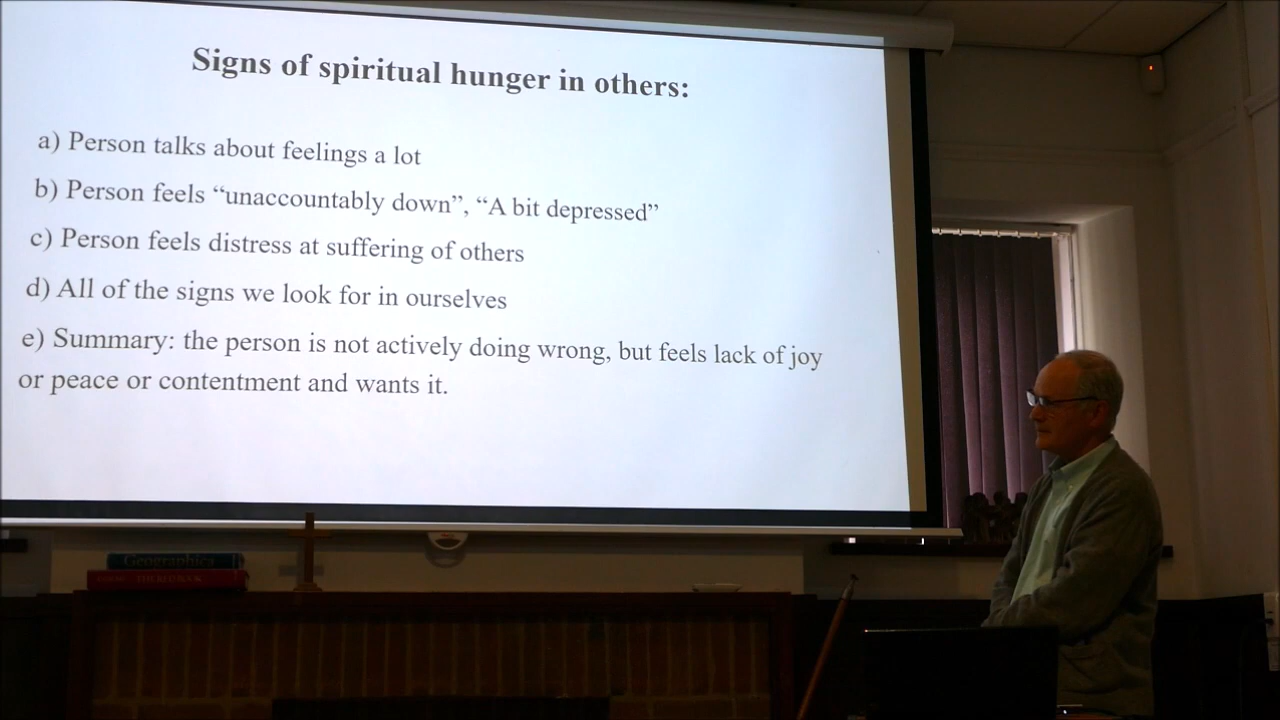 Signs of spiritual hunger in others:
a) Person talks about feelings a lot
b) Person feels “unaccountably down”, “A bit depressed”
c) Person feels distress at suffering of others
d) All of the signs we look for in ourselves
e) Summary: the person is not actively doing wrong, but feels lack of joy
or peace or contentment and wants it.
Geographica